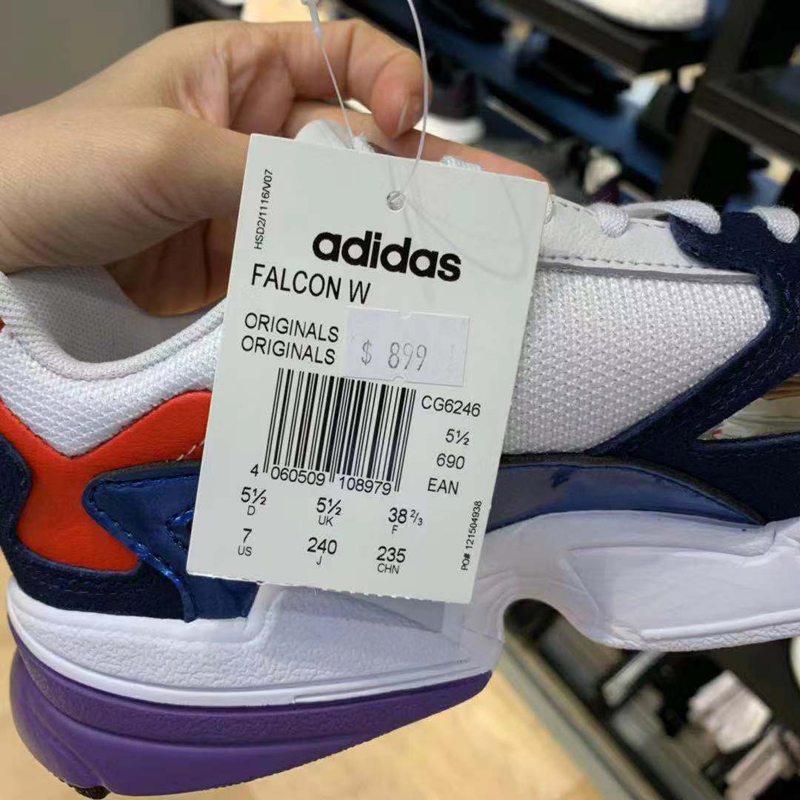 HSD2/1116/V07
adidas
FALCON W
ORIGINALS
ORIGINALS
$ 899
CG6246
5½
690
EAN
4 060509 108979
5½ 5½ 38 2/3
D UK F
7 240 235
US J CHN
PO# 121504938